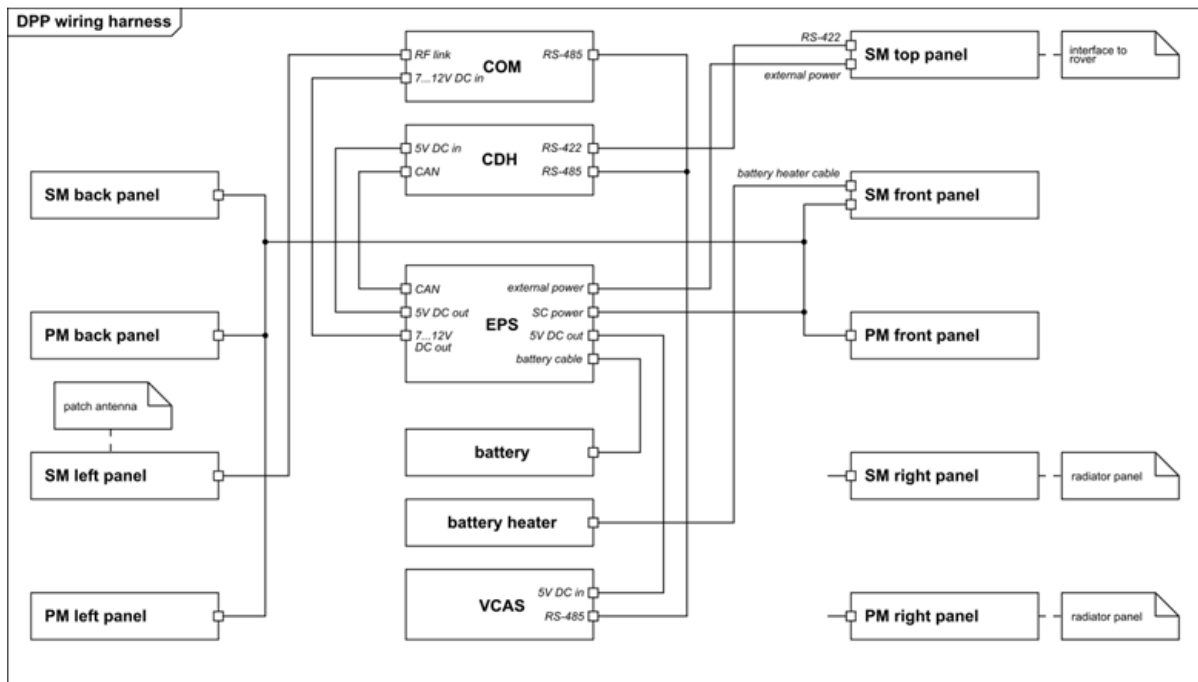 DPP wiring harness
RF link
RS-485
COM
7...12V DC in
RS-422
SM top panel
external power
interface to
rover
5V DC in
RS-422
CDH
CAN
RS-485
SM back panel
battery heater cable
SM front panel
CAN
external power
5V DC out
SC power
EPS
7...12V
DC out
5V DC out
battery cable
PM back panel
PM front panel
patch antenna
SM left panel
battery
SM right panel
radiator panel
battery heater
PM left panel
5V DC in
VCAS
RS-485
PM right panel
radiator panel